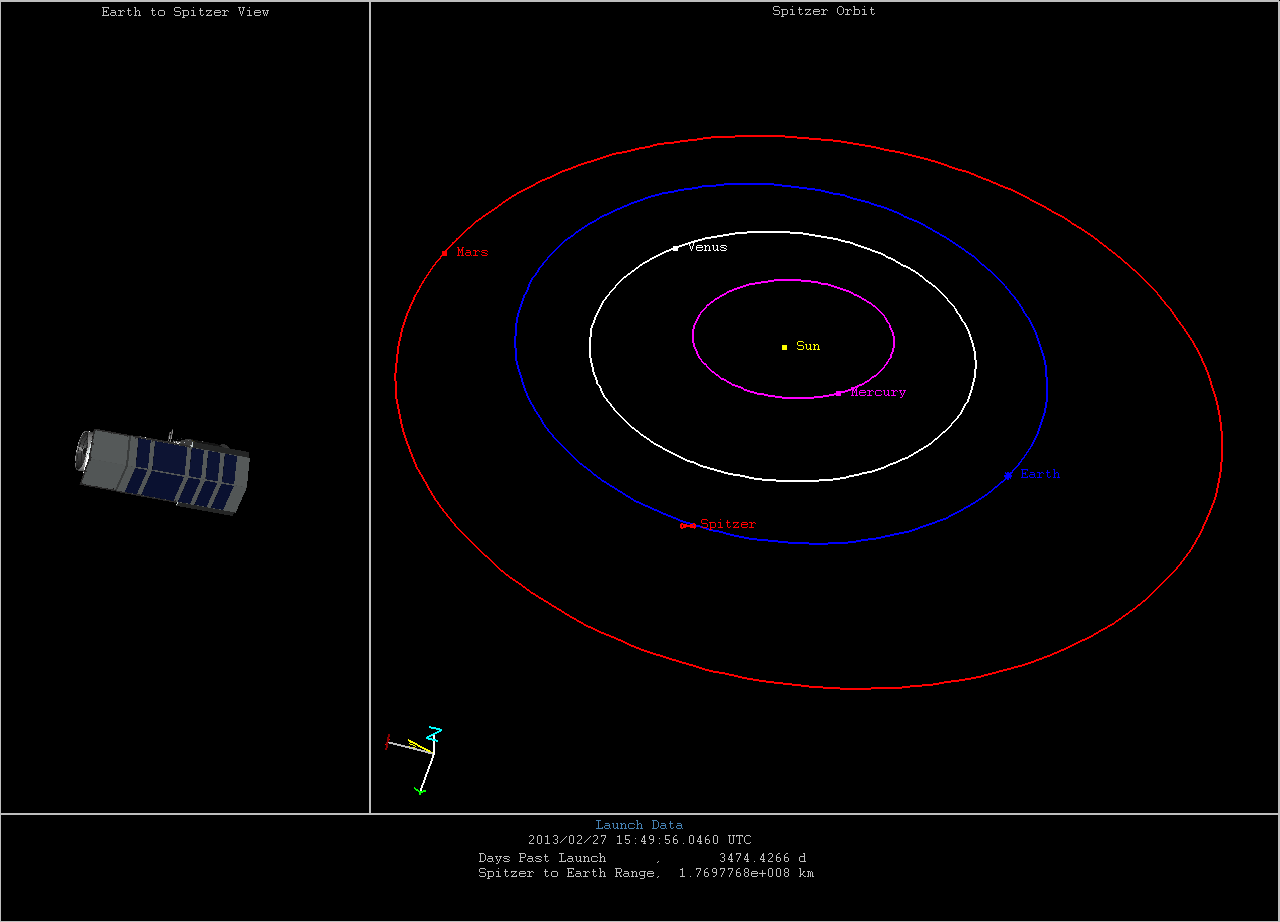 Earth to Spitzer View
Spitzer Orbit
Venus
Mars
Sun
Mercury
Earth
Spitzer
Z
Launch Data
2013/02/27 15:49:56.0460 UTC
Days Past Launch , 3474.4266 d
Spitzer to Earth Range, 1.7697768e+008 km